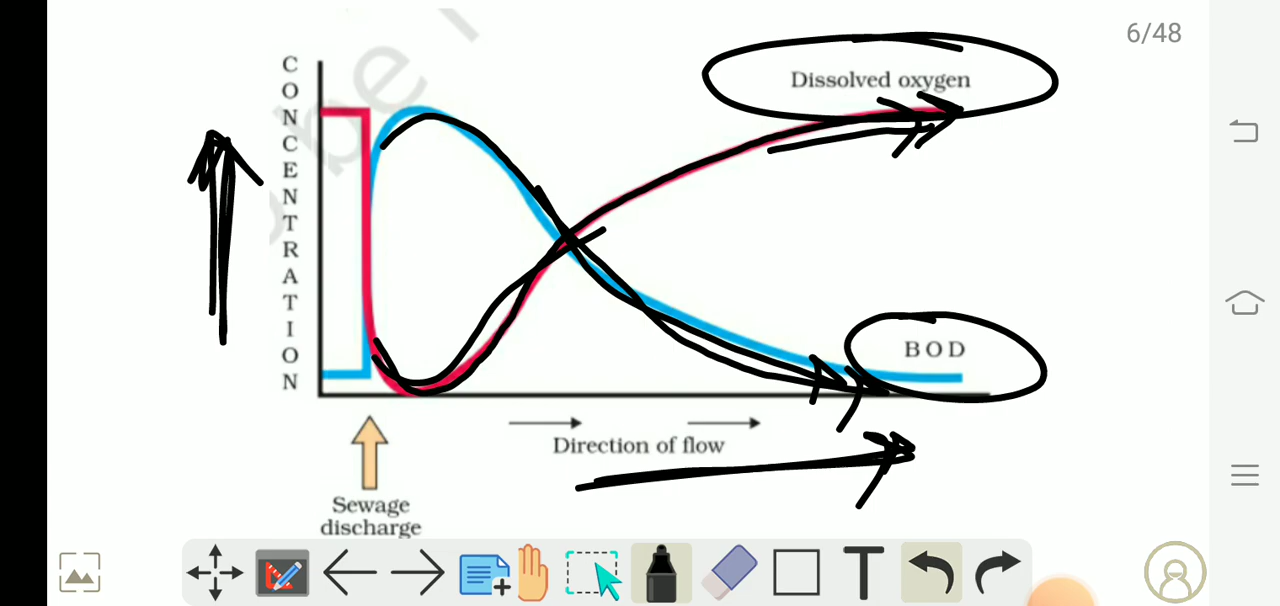 6/48
CONCENTRATION
Dissolved oxygen
BOD
Direction of flow
Sewage
discharge
T